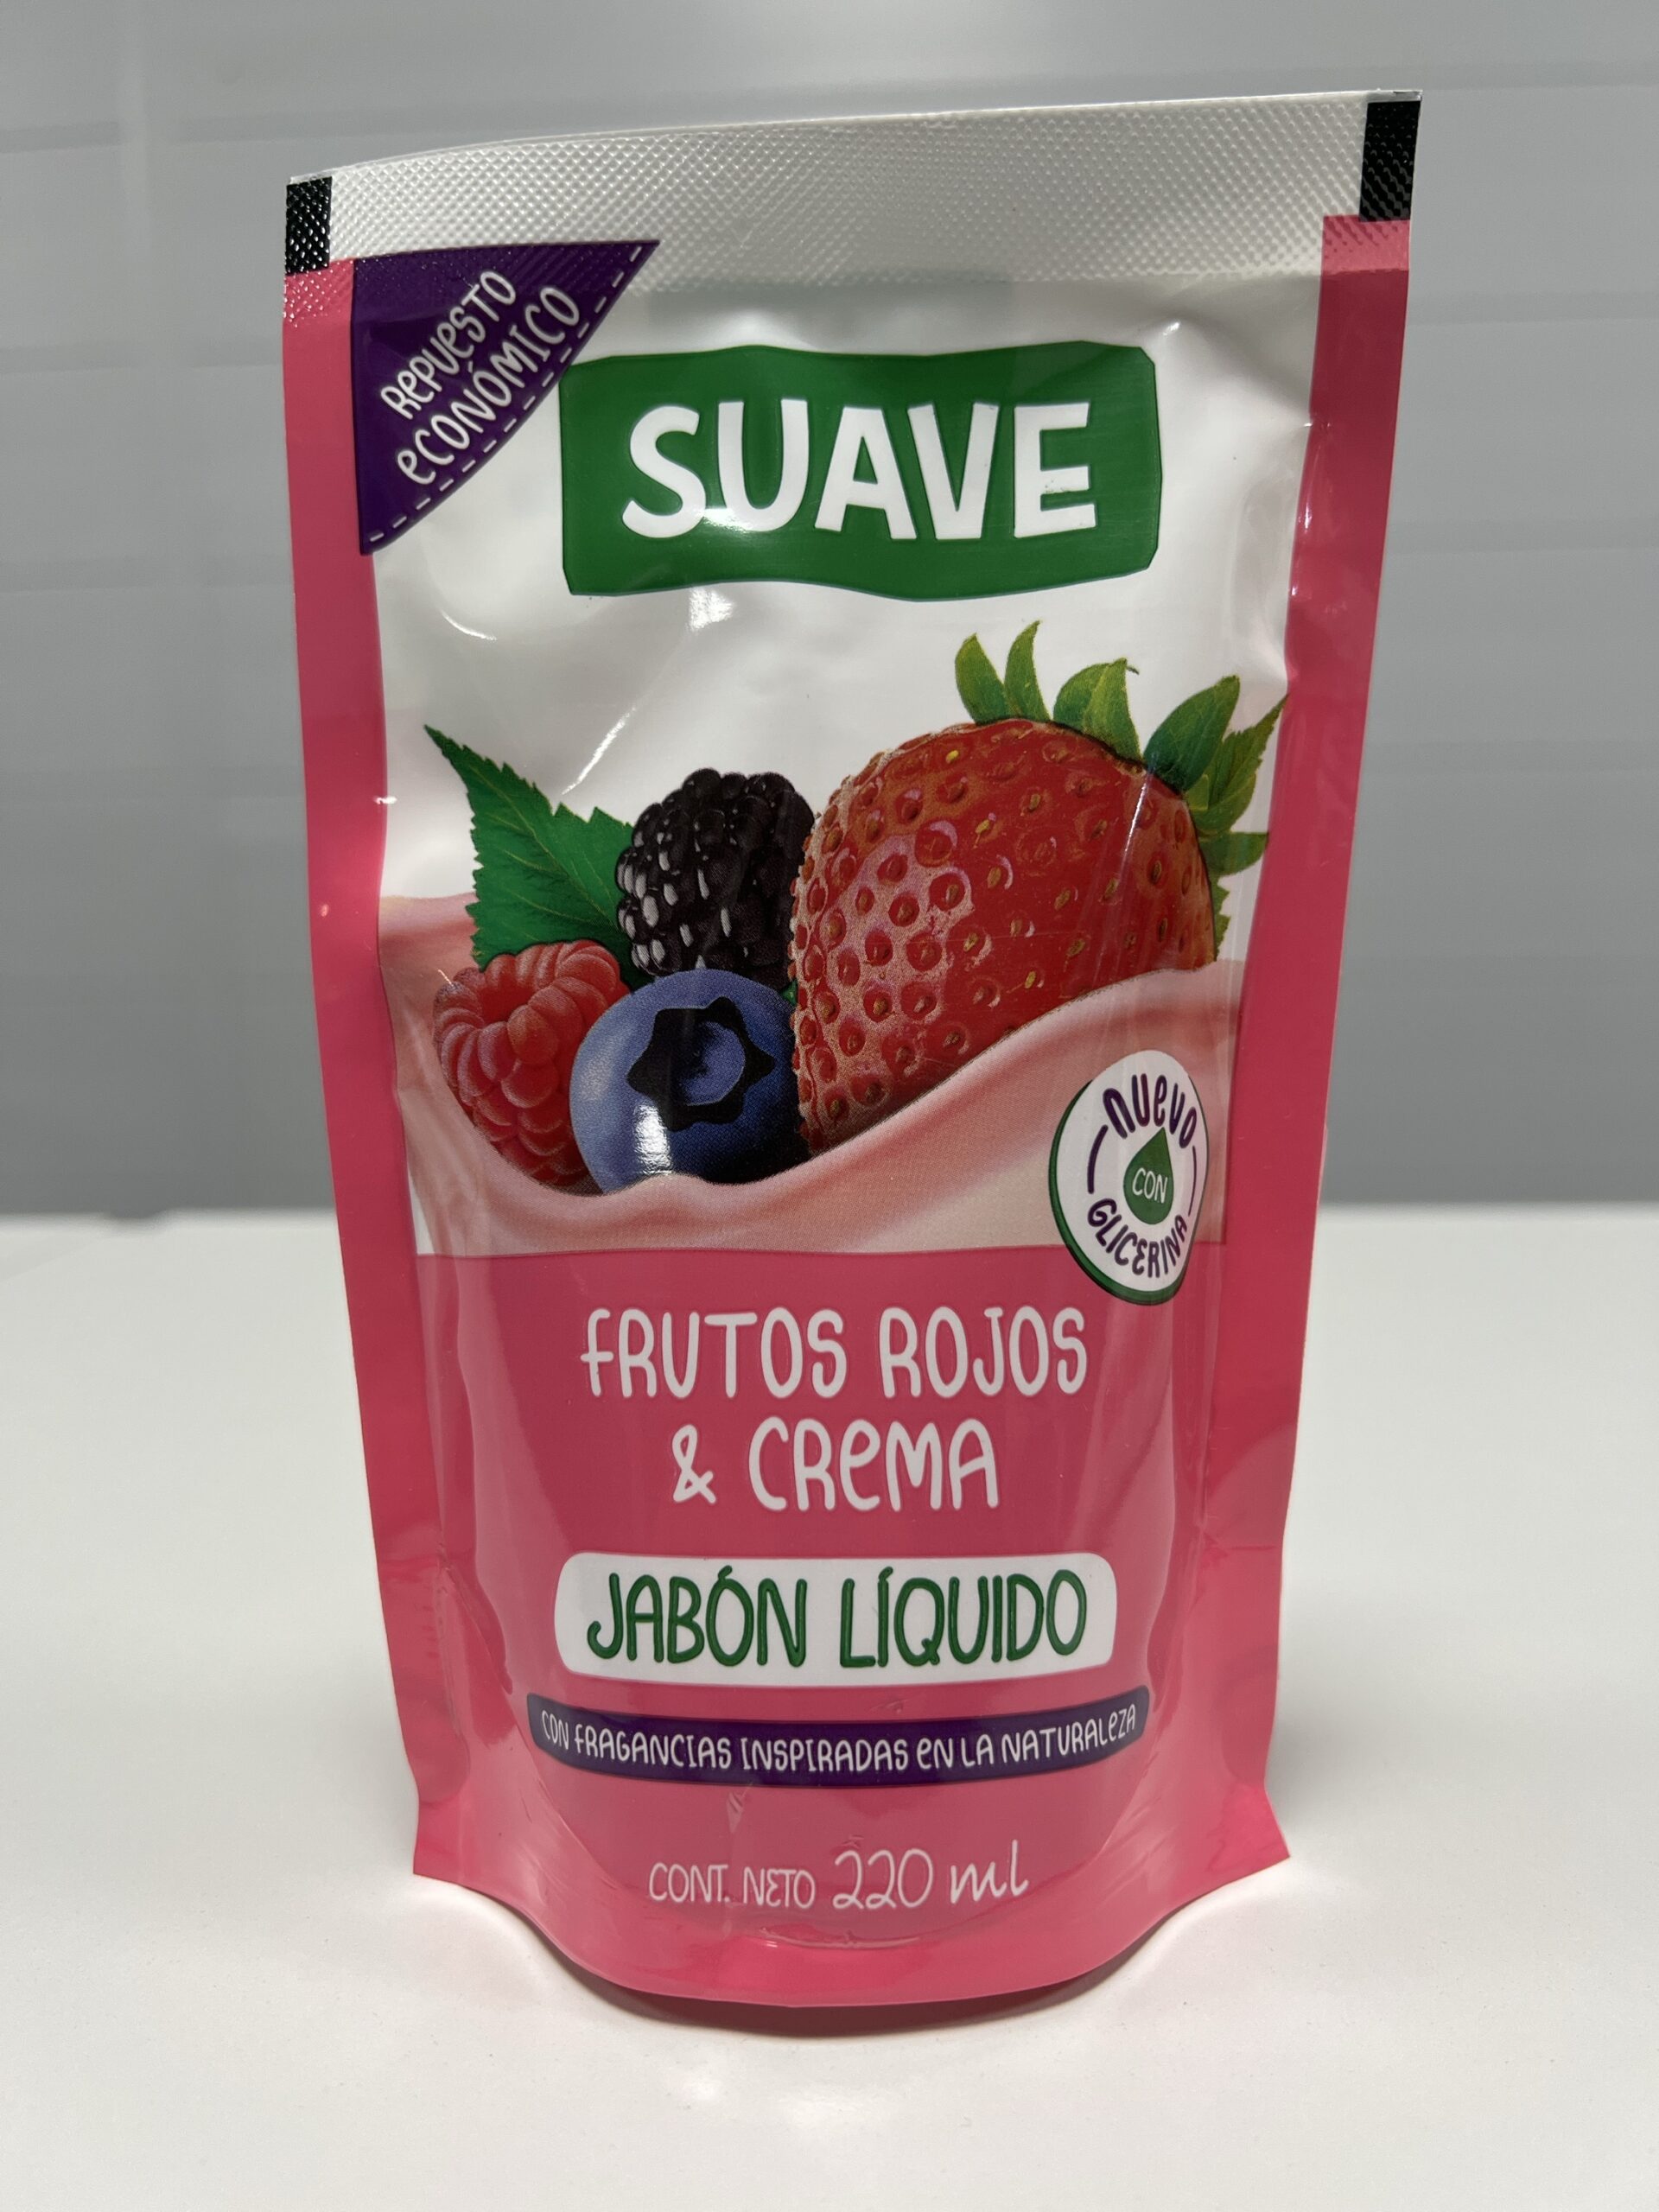 REPUESTO
ECONÓMICO
SUAVE
NUEVO
CON
GLICERINA
FRUTOS ROJOS
& CREMA
JABÓN LÍQUIDO
CON FRAGANCIAS INSPIRADAS EN LA NATURALEZA
CONT. NETO 220 ml